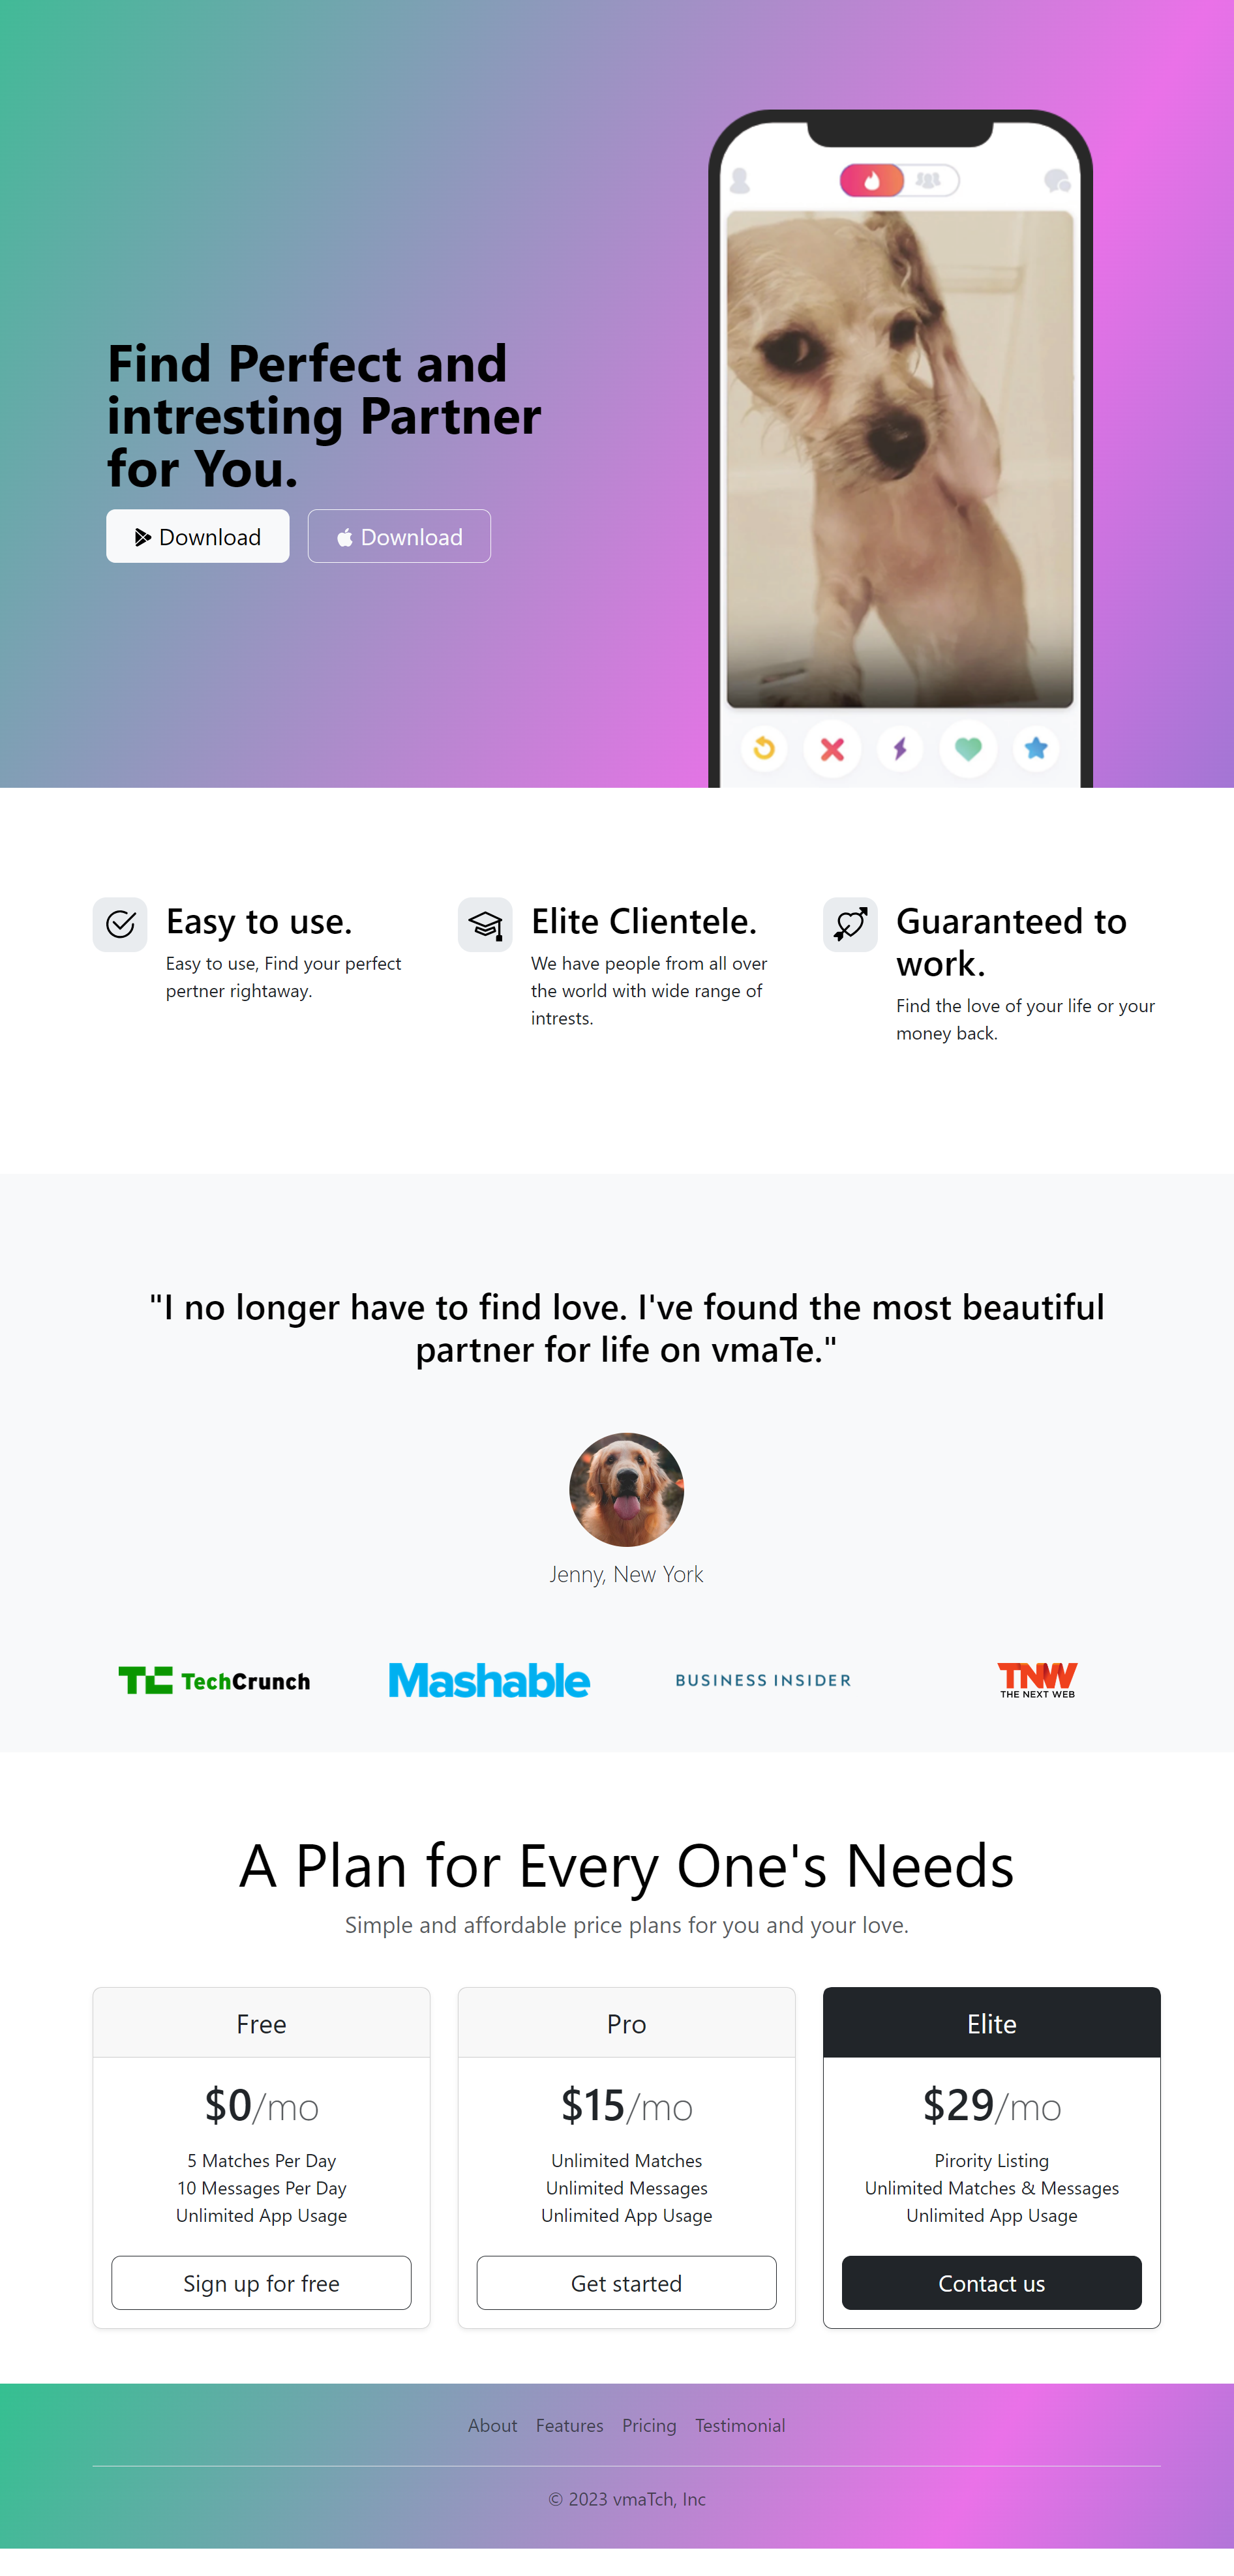 Find Perfect and
intresting Partner
for You.
Download
Download
Easy to use.
Easy to use, Find your perfect
pertner rightaway.
Elite Clientele.
We have people from all over
the world with wide range of
intrests.
Guaranteed to
work.
Find the love of your life or your
money back.
"I no longer have to find love. I've found the most beautiful
partner for life on vmaTe."
Jenny, New York
TC TechCrunch
Mashable
BUSINESS INSIDER
TNW
THE NEXT WEB
A Plan for Every One's Needs
Simple and affordable price plans for you and your love.
Free
$0/mo
5 Matches Per Day
10 Messages Per Day
Unlimited App Usage
Sign up for free
Pro
$15/mo
Unlimited Matches
Unlimited Messages
Unlimited App Usage
Get started
Elite
$29/mo
Pirority Listing
Unlimited Matches & Messages
Unlimited App Usage
Contact us
About Features Pricing Testimonial
© 2023 vmaTch, Inc